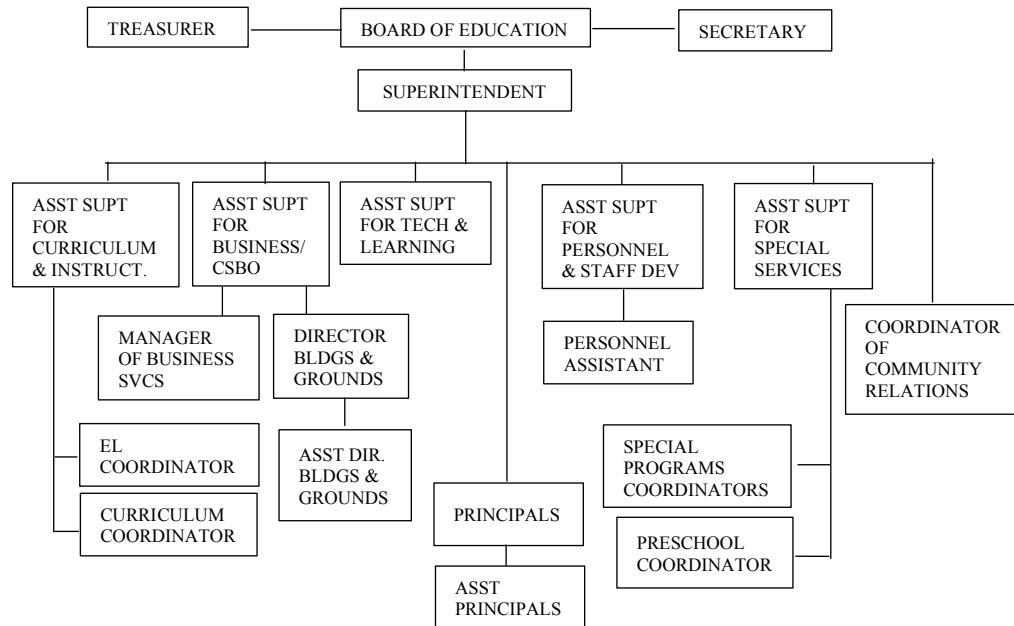 TREASURER
BOARD OF EDUCATION
SECRETARY
SUPERINTENDENT
ASST SUPT
FOR
CURRICULUM
& INSTRUCT.
ASST SUPT
FOR
BUSINESS/
CSBO
ASST SUPT
FOR TECH &
LEARNING
ASST SUPT
FOR
PERSONNEL
& STAFF DEV
ASST SUPT
FOR
SPECIAL
SERVICES
MANAGER
OF BUSINESS
SVCS
DIRECTOR
BLDGS &
GROUNDS
PERSONNEL
ASSISTANT
COORDINATOR
OF
COMMUNITY
RELATIONS
EL
COORDINATOR
ASST DIR.
BLDGS &
GROUNDS
SPECIAL
PROGRAMS
COORDINATORS
CURRICULUM
COORDINATOR
PRINCIPALS
PRESCHOOL
COORDINATOR
ASST
PRINCIPALS